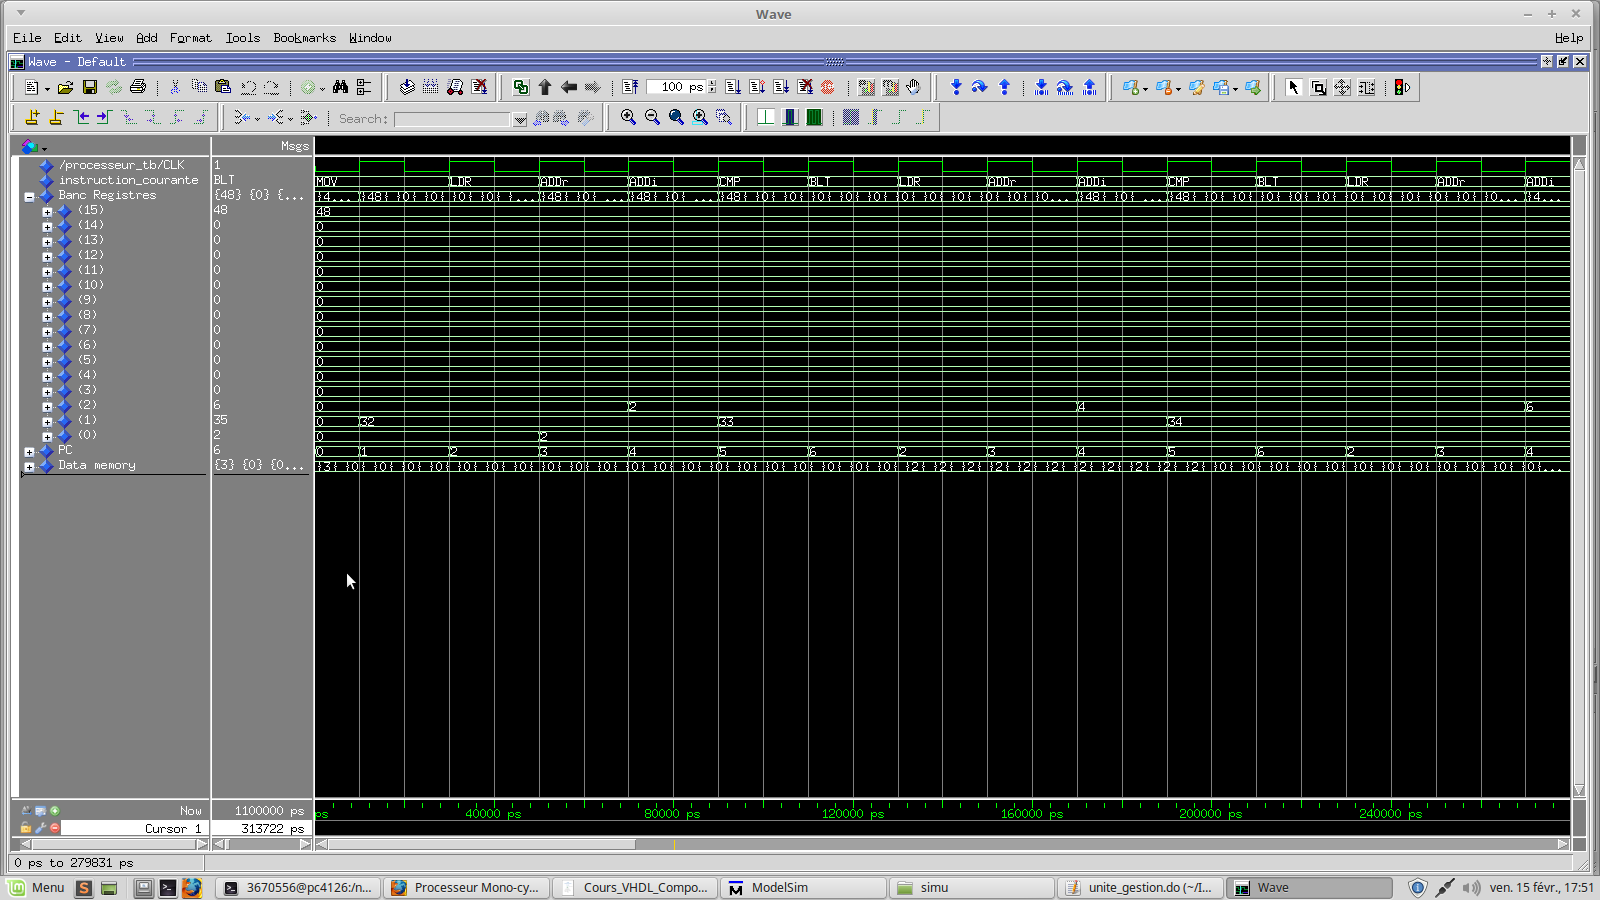 Wave
File Edit View Add Format Tools Bookmarks Window Help
Wave - Default
100 ps
Search:
Msgs
/processeur_tb/CLK 1
instruction_courante BLT MOV LDR ADDr ADDi CMP BLT LDR ADDr ADDi CMP BLT LDR ADDr ADDi
Banc Registres {48} {0} {...
(15) 48 48
(14) 0 0
(13) 0 0
(12) 0 0
(11) 0 0
(10) 0 0
(9) 0 0
(8) 0 0
(7) 0 0
(6) 0 0
(5) 0 0
(4) 0 0
(3) 0 0
(2) 6 0 2 4 6
(1) 35 0 32 33 34
(0) 2 0 2
PC 6 0 1 2 3 4 5 6 2 3 4 5 6 2 3 4
Data memory {3} {0} {0...
Now 1100000 ps ps 40000 ps 80000 ps 120000 ps 160000 ps 200000 ps 240000 ps
Cursor 1 313722 ps
0 ps to 279831 ps
Menu 3670556@pc4126:/n... Processeur Mono-cy... Cours_VHDL_Compo... ModelSim simu unite_gestion.do (~/I... Wave ven. 15 févr., 17:51